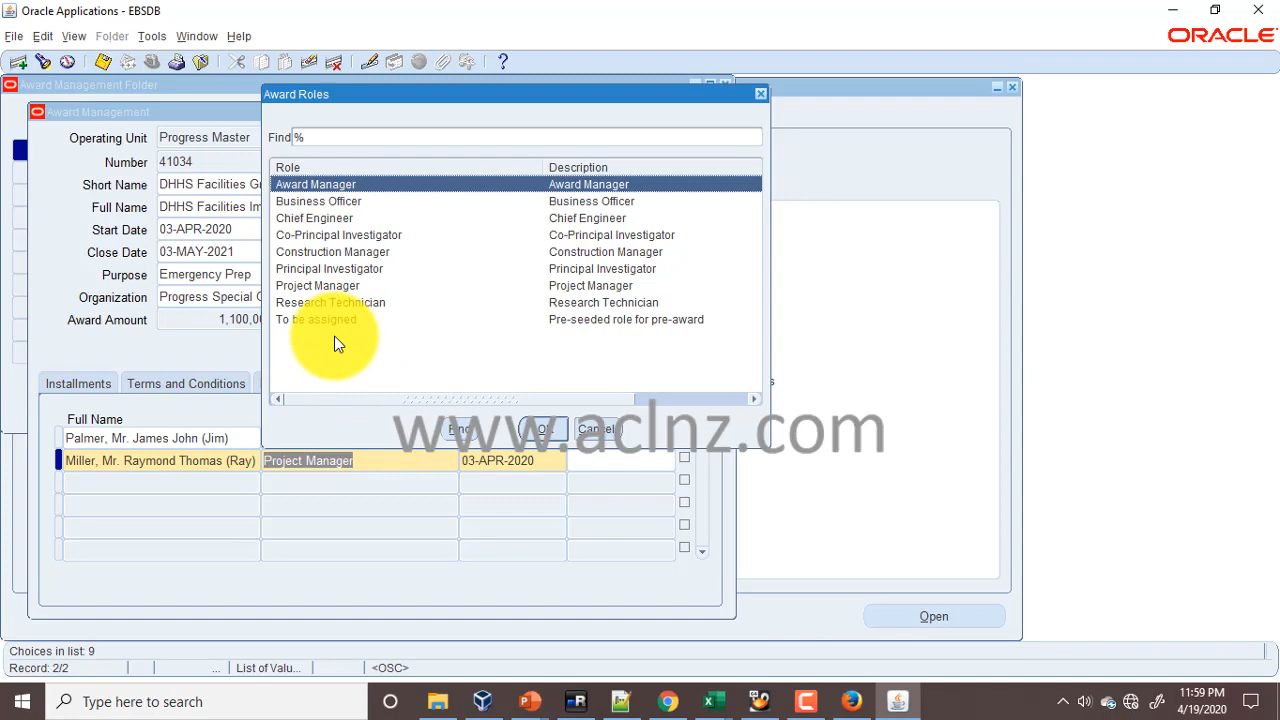 Oracle Applications - EBSDB
File Edit View Folder Tools Window Help
ORACLE
Award Management Folder
Award Management
Operating Unit Progress Master
Number 41034
Short Name DHHS Facilities Gr
Full Name DHHS Facilities Im
Start Date 03-APR-2020
Close Date 03-MAY-2021
Purpose Emergency Prep
Organization Progress Special O
Award Amount 1,100,00
Installments Terms and Conditions
Full Name
Palmer, Mr. James John (Jim)
Miller, Mr. Raymond Thomas (Ray) Project Manager 03-APR-2020
Award Roles
Find %
Role Description
Award Manager Award Manager
Business Officer Business Officer
Chief Engineer Chief Engineer
Co-Principal Investigator Co-Principal Investigator
Construction Manager Construction Manager
Principal Investigator Principal Investigator
Project Manager Project Manager
Research Technician Research Technician
To be assigned Pre-seeded role for pre-award
Find OK Cancel
www.aclnz.com
Open
Choices in list: 9
Record: 2/2 ... List of Valu... <OSC>
Type here to search
11:59 PM
4/19/2020